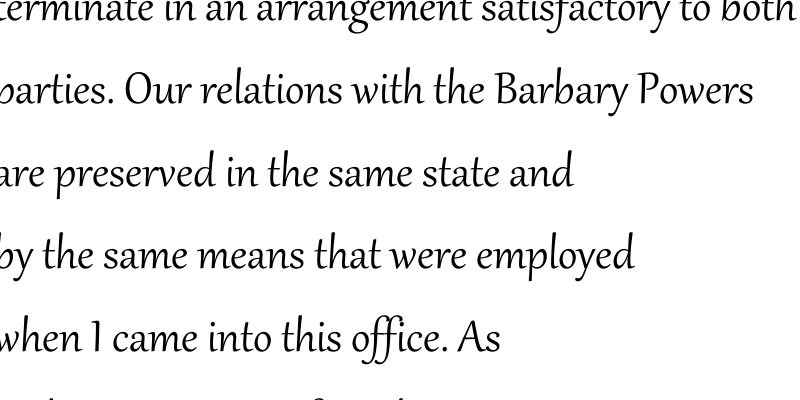 terminate in an arrangement satisfactory to both
parties. Our relations with the Barbary Powers
are preserved in the same state and
by the same means that were employed
when I came into this office. As